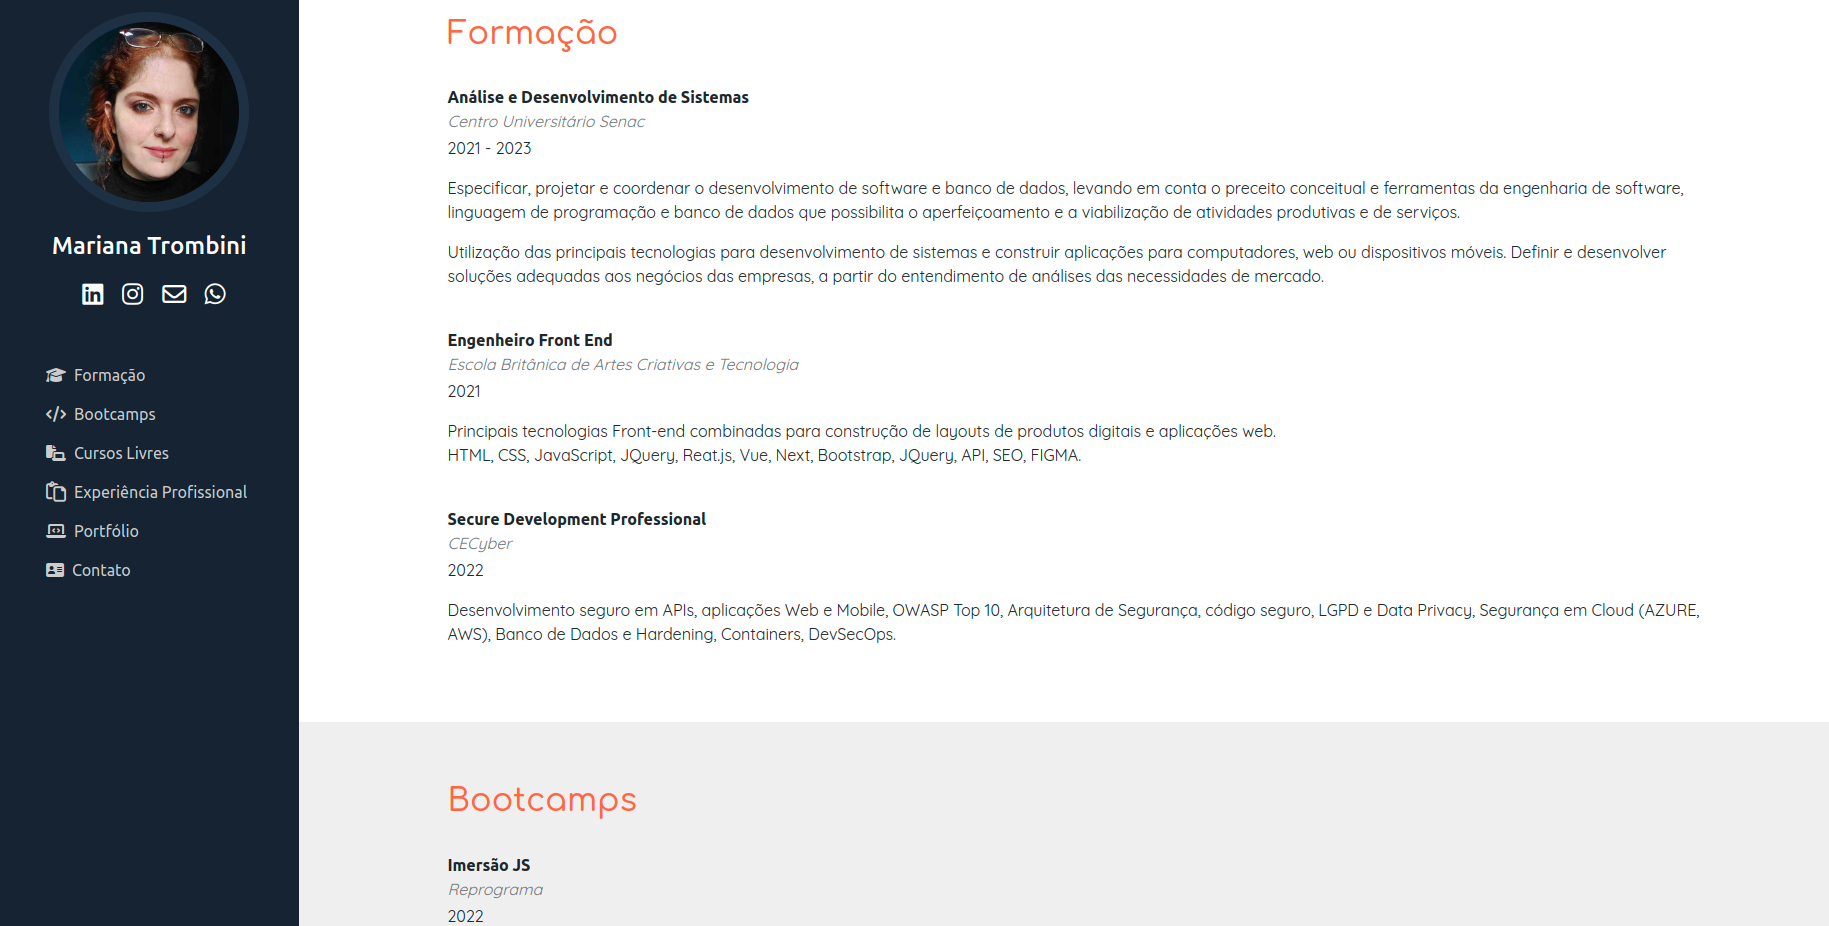 Mariana Trombini
Formação
Bootcamps
Cursos Livres
Experiência Profissional
Portfólio
Contato
Formação
Análise e Desenvolvimento de Sistemas
Centro Universitário Senac
2021 - 2023
Especificar, projetar e coordenar o desenvolvimento de software e banco de dados, levando em conta o preceito conceitual e ferramentas da engenharia de software,
linguagem de programação e banco de dados que possibilita o aperfeiçoamento e a viabilização de atividades produtivas e de serviços.
Utilização das principais tecnologias para desenvolvimento de sistemas e construir aplicações para computadores, web ou dispositivos móveis. Definir e desenvolver
soluções adequadas aos negócios das empresas, a partir do entendimento de análises das necessidades de mercado.
Engenheiro Front End
Escola Britânica de Artes Criativas e Tecnologia
2021
Principais tecnologias Front-end combinadas para construção de layouts de produtos digitais e aplicações web.
HTML, CSS, JavaScript, JQuery, Reat.js, Vue, Next, Bootstrap, JQuery, API, SEO, FIGMA.
Secure Development Professional
CECyber
2022
Desenvolvimento seguro em APIs, aplicações Web e Mobile, OWASP Top 10, Arquitetura de Segurança, código seguro, LGPD e Data Privacy, Segurança em Cloud (AZURE,
AWS), Banco de Dados e Hardening, Containers, DevSecOps.
Bootcamps
Imersão JS
Reprograma
2022